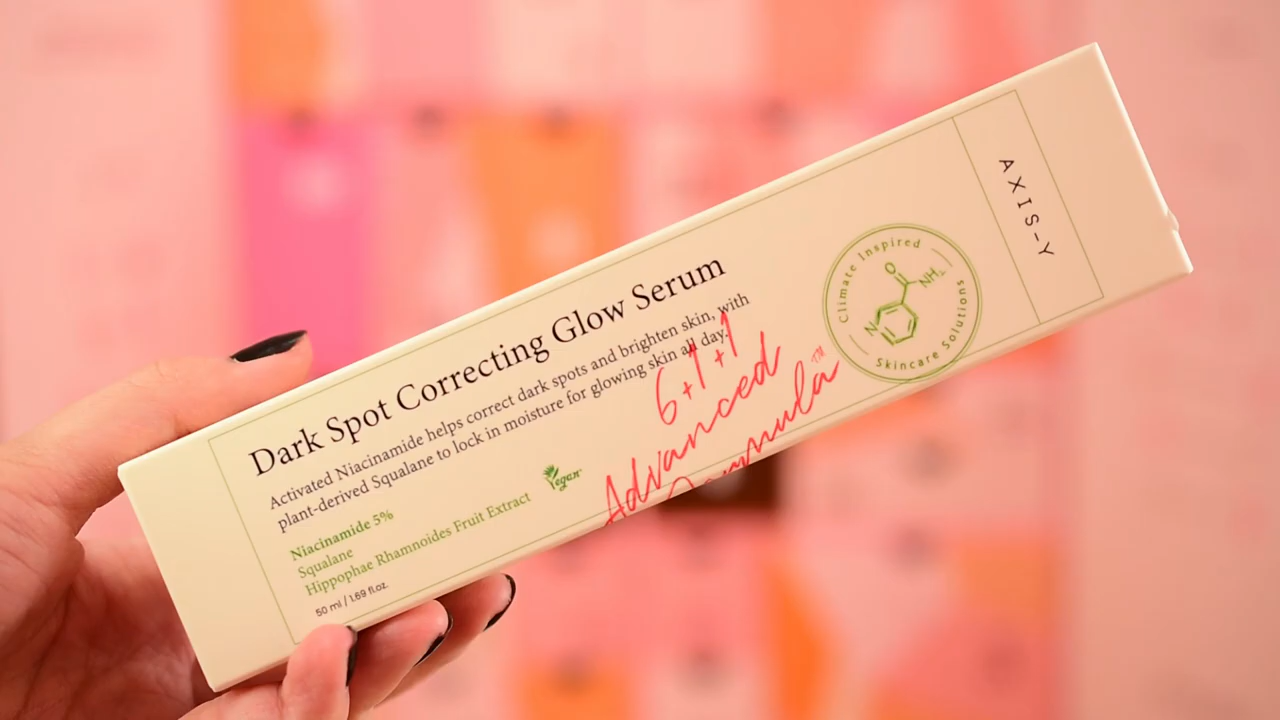 Dark Spot Correcting Glow Serum
Activated Niacinamide helps correct dark spots and brighten skin, with
plant-derived Squalane to lock in moisture for glowing skin all day.
Niacinamide 5%
Squalane
Hippophae Rhamnoides Fruit Extract
Vegan
50 ml / 1.69 fl.oz.
6+1+1
Advanced
Formula™
Climate Inspired
O
NH₂
N
Skincare Solutions
AXIS-Y